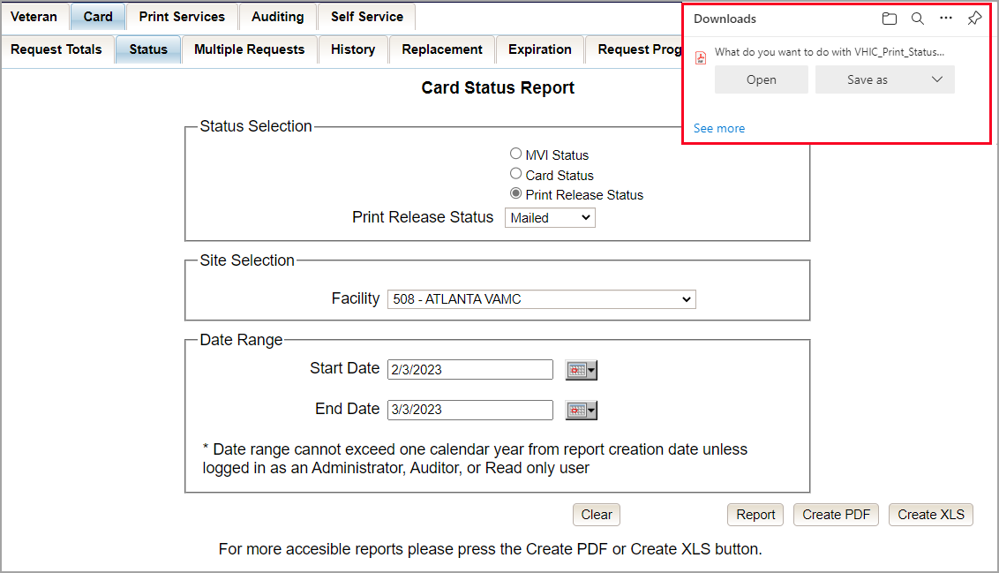 Veteran Card Print Services Auditing Self Service
Request Totals Status Multiple Requests History Replacement Expiration Request Prog
Downloads
What do you want to do with VHIC_Print_Status...
Open Save as
See more
Card Status Report
Status Selection
MVI Status
Card Status
Print Release Status
Print Release Status Mailed
Site Selection
Facility 508 - ATLANTA VAMC
Date Range
Start Date 2/3/2023
End Date 3/3/2023
* Date range cannot exceed one calendar year from report creation date unless
logged in as an Administrator, Auditor, or Read only user
Clear Report Create PDF Create XLS
For more accesible reports please press the Create PDF or Create XLS button.